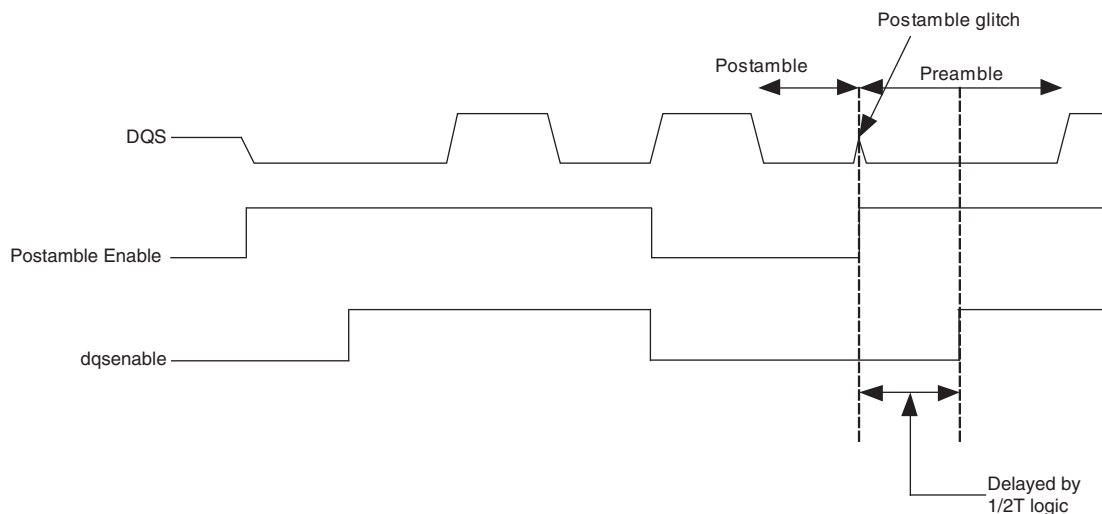 Postamble glitch
Postamble
Preamble
DQS
Postamble Enable
dqsenable
Delayed by
1/2T logic